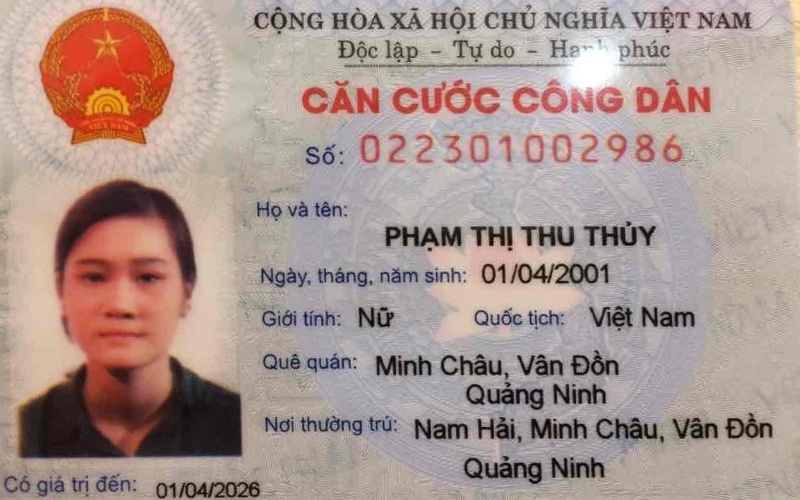 CỘNG HÒA XÃ HỘI CHỦ NGHĨA VIỆT NAM
Độc lập - Tự do - Hạnh phúc
CĂN CƯỚC CÔNG DÂN
Số: 022301002986
Họ và tên:
PHẠM THỊ THU THỦY
Ngày, tháng, năm sinh: 01/04/2001
Giới tính: Nữ Quốc tịch: Việt Nam
Quê quán: Minh Châu, Vân Đồn
Quảng Ninh
Nơi thường trú: Nam Hải, Minh Châu, Vân Đồn
Quảng Ninh
Có giá trị đến: 01/04/2026